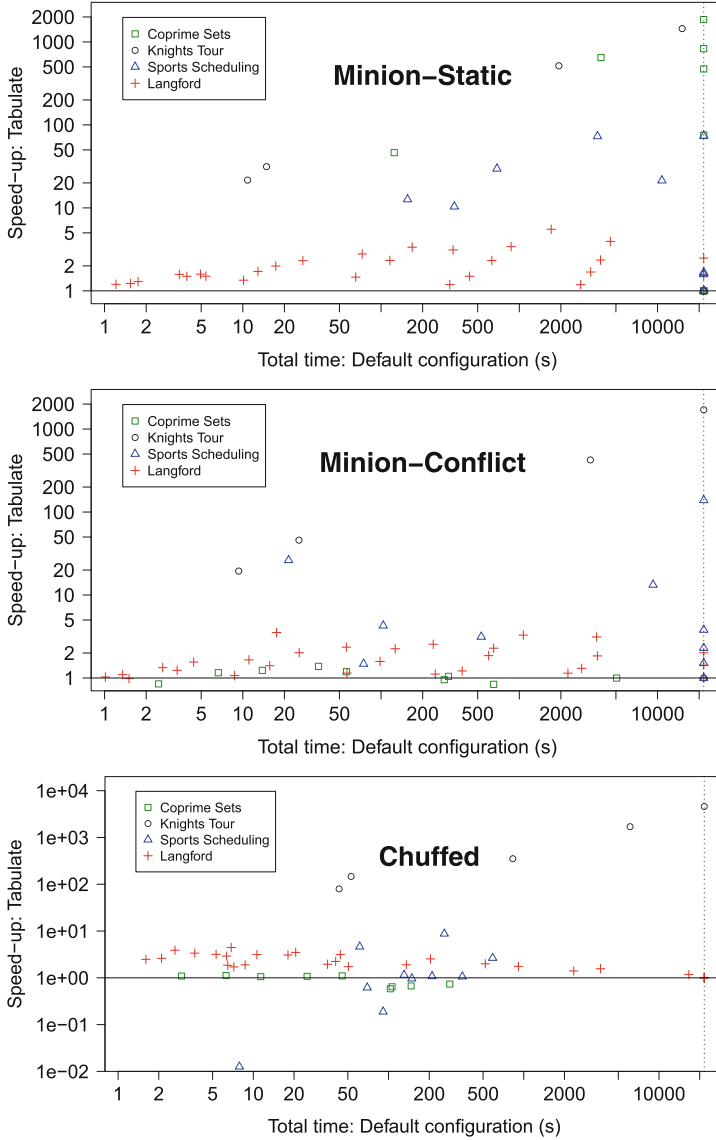 Speed−up: Tabulate
2000
1000
500
200
100
50
20
10
5
2
1
Coprime Sets
Knights Tour
Sports Scheduling
Langford
Minion−Static
1 2 5 10 20 50 200 500 2000 10000
Total time: Default configuration (s)
Speed−up: Tabulate
2000
1000
500
200
100
50
20
10
5
2
1
Coprime Sets
Knights Tour
Sports Scheduling
Langford
Minion−Conflict
1 2 5 10 20 50 200 500 2000 10000
Total time: Default configuration (s)
Speed−up: Tabulate
1e+04
1e+03
1e+02
1e+01
1e+00
1e−01
1e−02
Coprime Sets
Knights Tour
Sports Scheduling
Langford
Chuffed
1 2 5 10 20 50 200 500 2000 10000
Total time: Default configuration (s)